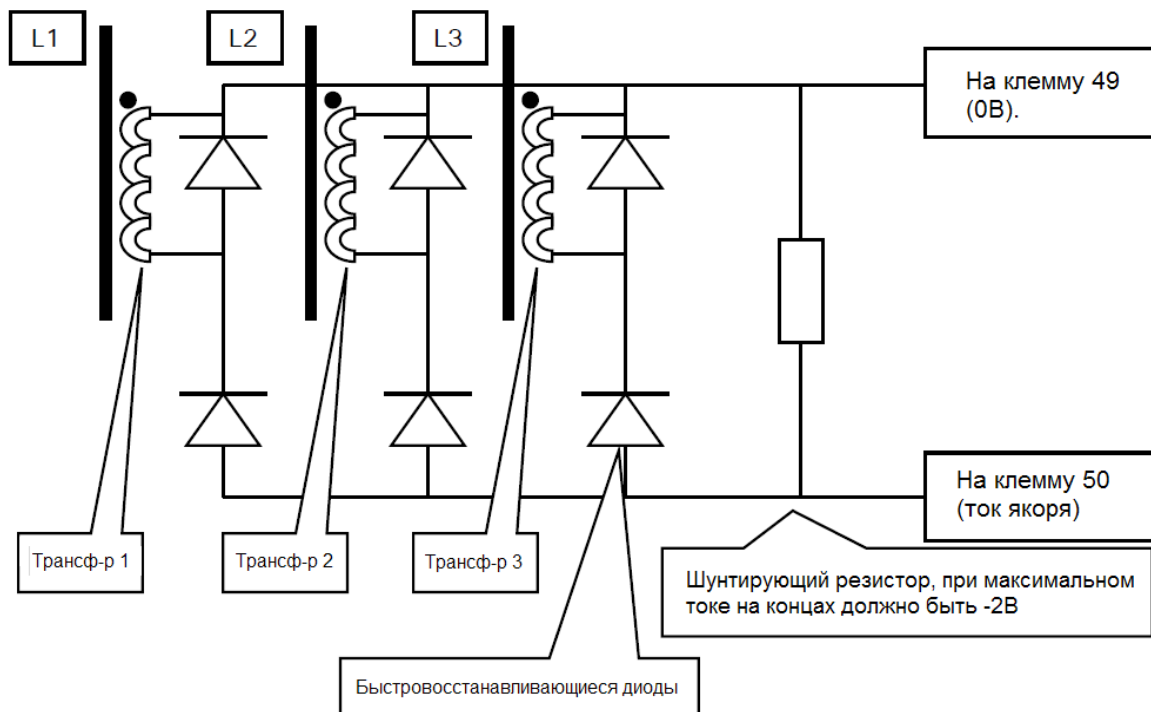 L1
L2
L3
На клемму 49
(0В).
На клемму 50
(ток якоря)
Трансф-р 1
Трансф-р 2
Трансф-р 3
Шунтирующий резистор, при максимальном
токе на концах должно быть -2В
Быстровосстанавливающиеся диоды